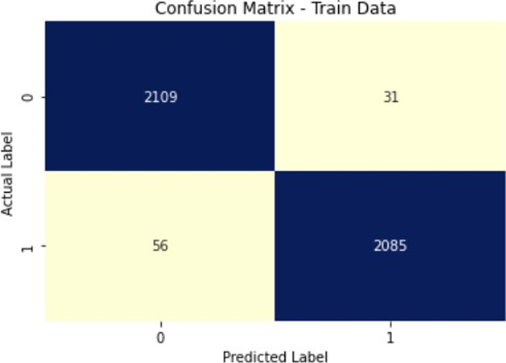 Confusion Matrix - Train Data
Actual Label
0
2109 31
1
56 2085
0 1
Predicted Label